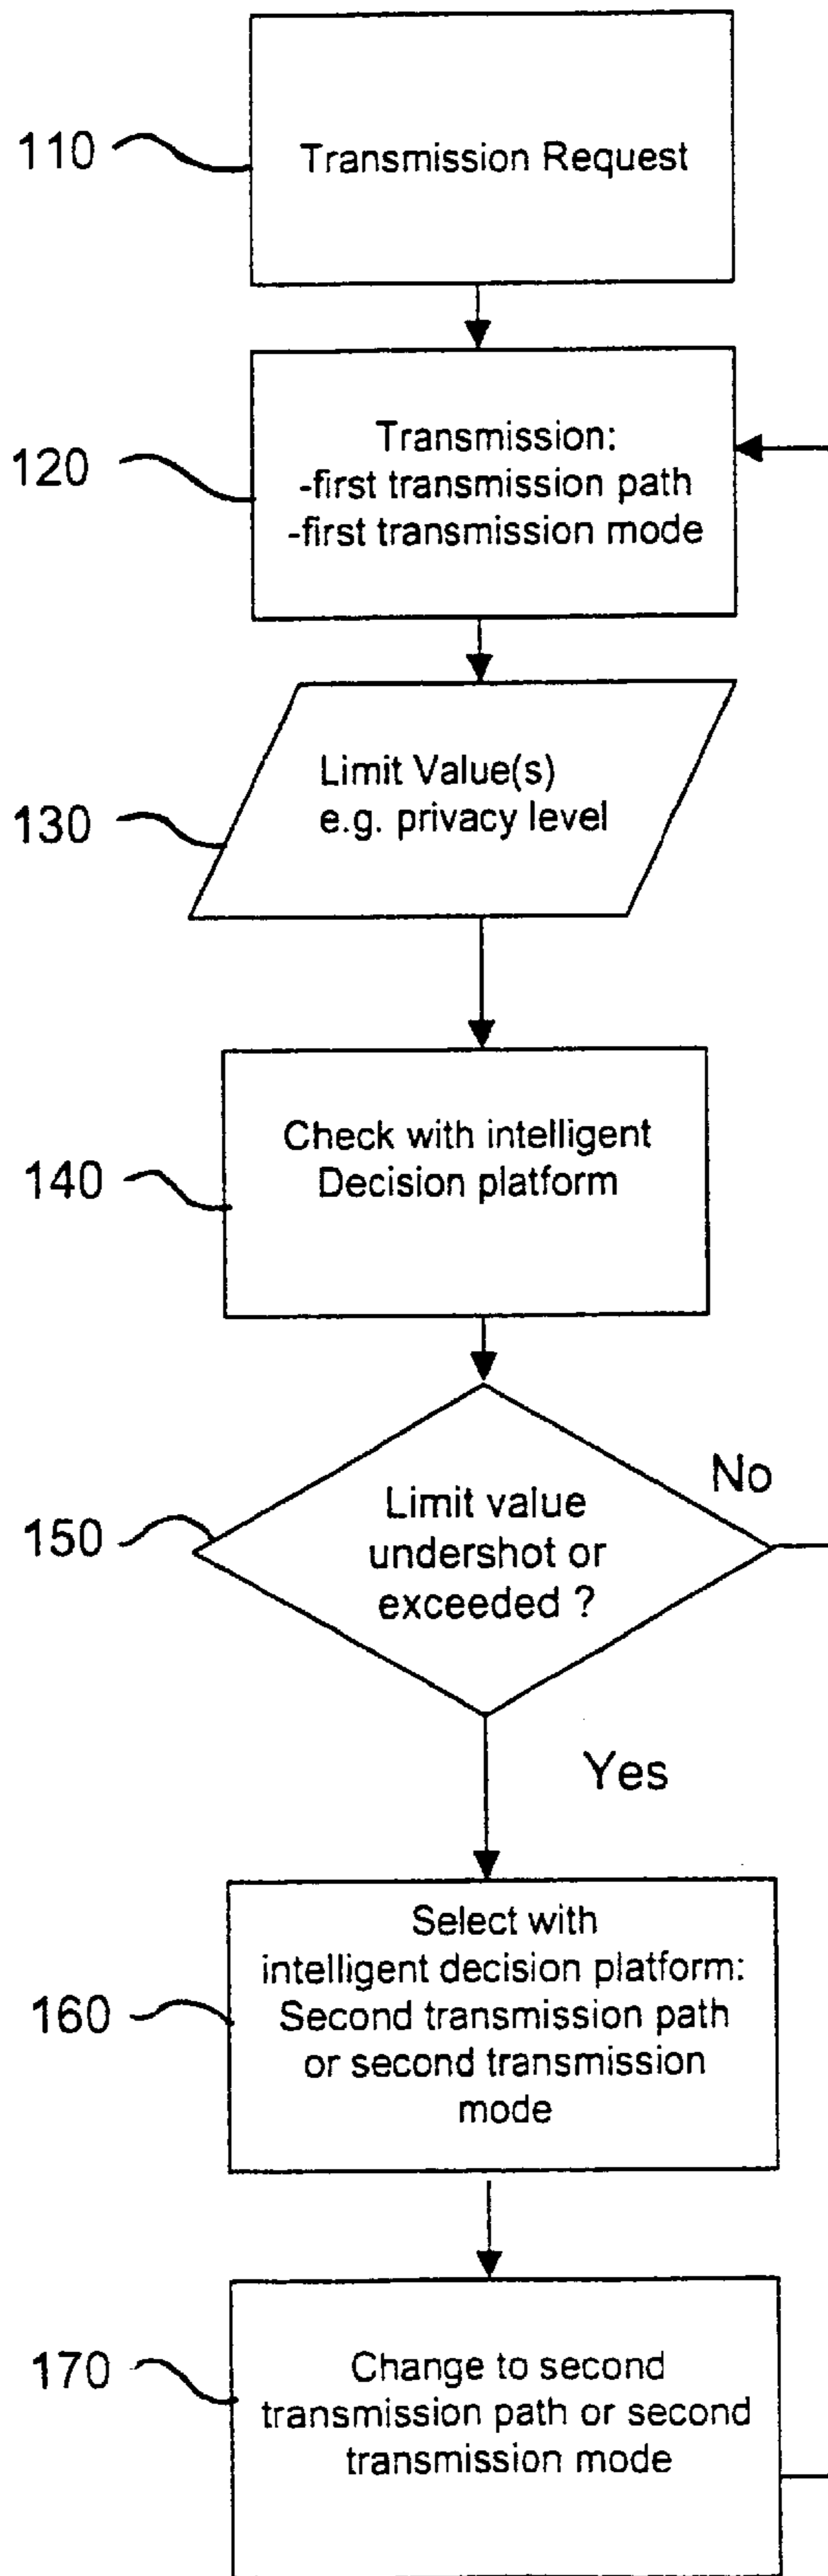 110
Transmission Request
120
Transmission:
-first transmission path
-first transmission mode
130
Limit Value(s)
e.g. privacy level
140
Check with intelligent
Decision platform
150
Limit value
undershot or
exceeded ?
No
Yes
160
Select with
intelligent decision platform:
Second transmission path
or second transmission
mode
170
Change to second
transmission path or second
transmission mode